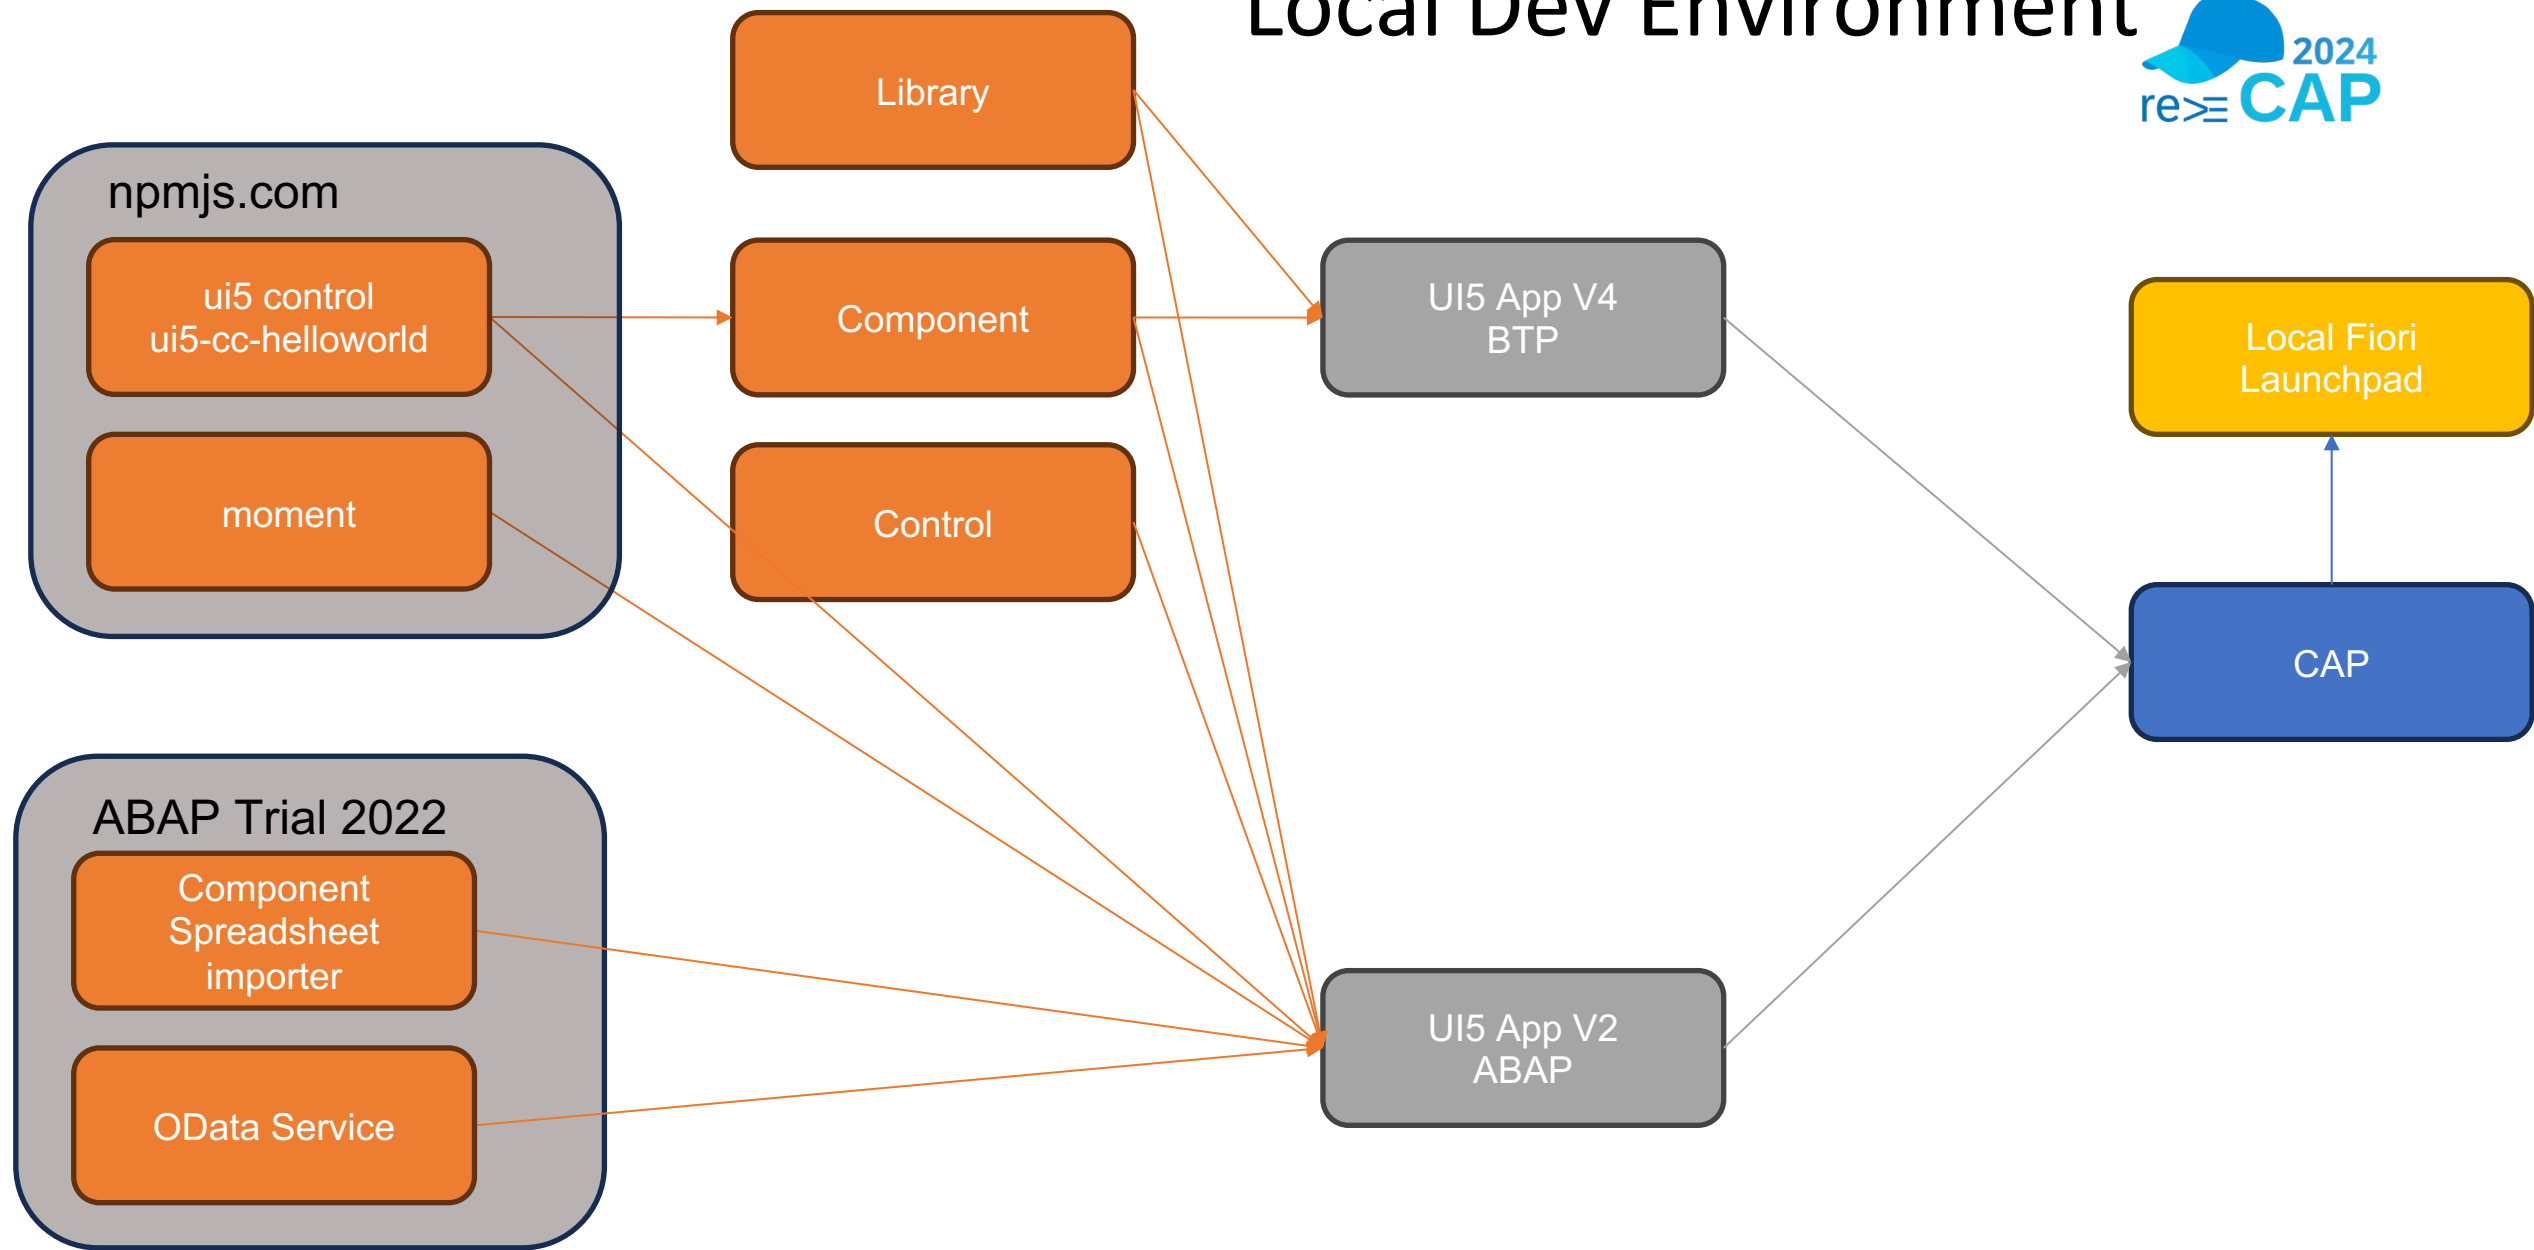 Local Dev Environment
2024
re>≡ CAP
Library
npmjs.com
ui5 control
ui5-cc-helloworld
moment
Component
Control
UI5 App V4
BTP
Local Fiori
Launchpad
CAP
ABAP Trial 2022
Component
Spreadsheet
importer
OData Service
UI5 App V2
ABAP